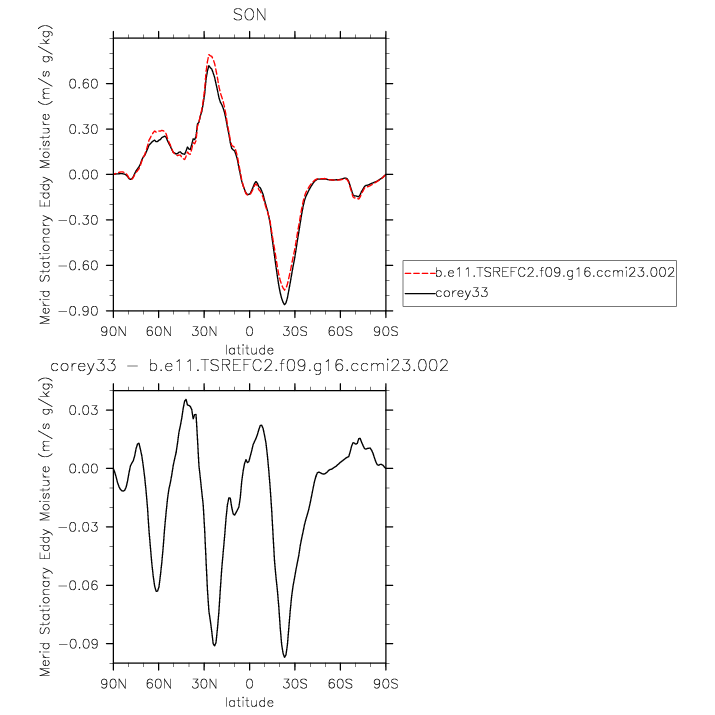 SON
Merid Stationary Eddy Moisture (m/s g/kg)
0.60
0.30
0.00
−0.30
−0.60
−0.90
90N 60N 30N 0 30S 60S 90S
latitude
b.e11.TSREFC2.f09.g16.ccmi23.002
corey33
corey33 − b.e11.TSREFC2.f09.g16.ccmi23.002
Merid Stationary Eddy Moisture (m/s g/kg)
0.03
0.00
−0.03
−0.06
−0.09
90N 60N 30N 0 30S 60S 90S
latitude